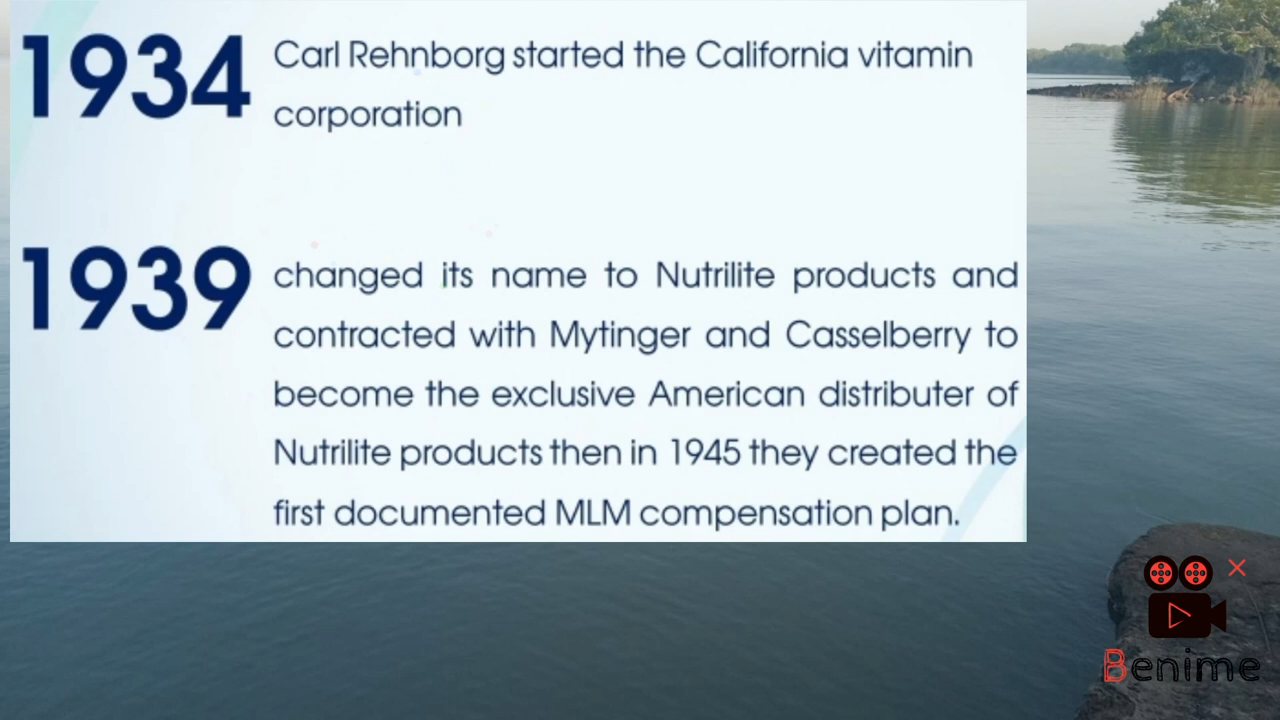 1934
Carl Rehnborg started the California vitamin
corporation
1939
changed its name to Nutrilite products and
contracted with Mytinger and Casselberry to
become the exclusive American distributer of
Nutrilite products then in 1945 they created the
first documented MLM compensation plan.
Benime